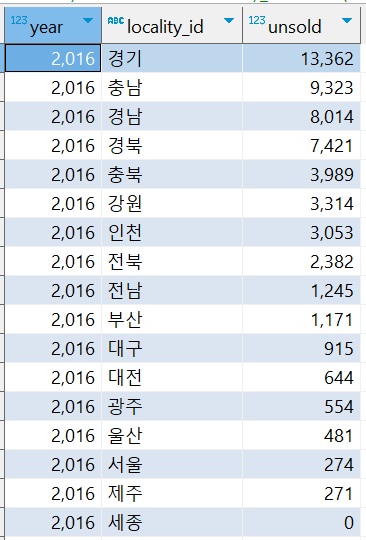 123 year ABC locality_id 123 unsold
2,016 경기 13,362
2,016 충남 9,323
2,016 경남 8,014
2,016 경북 7,421
2,016 충북 3,989
2,016 강원 3,314
2,016 인천 3,053
2,016 전북 2,382
2,016 전남 1,245
2,016 부산 1,171
2,016 대구 915
2,016 대전 644
2,016 광주 554
2,016 울산 481
2,016 서울 274
2,016 제주 271
2,016 세종 0